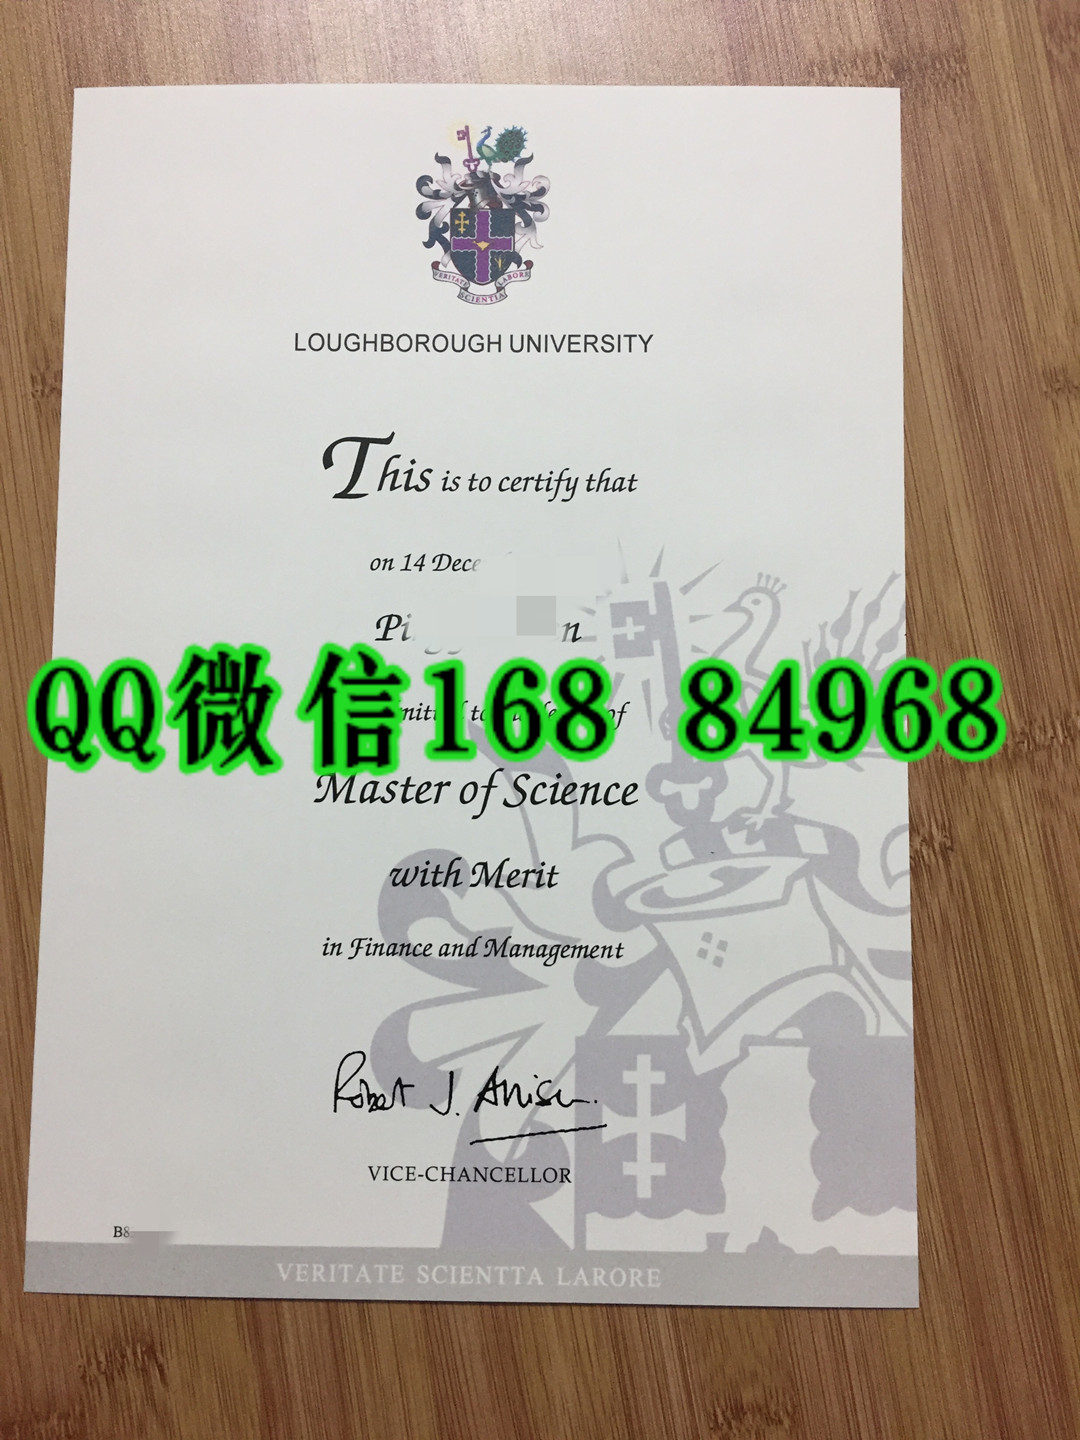 VERITATE SCIENTIA LABORE
LOUGHBOROUGH UNIVERSITY
This is to certify that
on 14
QQ微信168 84968
of
Master of Science
with Merit
in Finance and Management
Robert J.
VICE-CHANCELLOR
VERITATE SCIENTTA LARORE